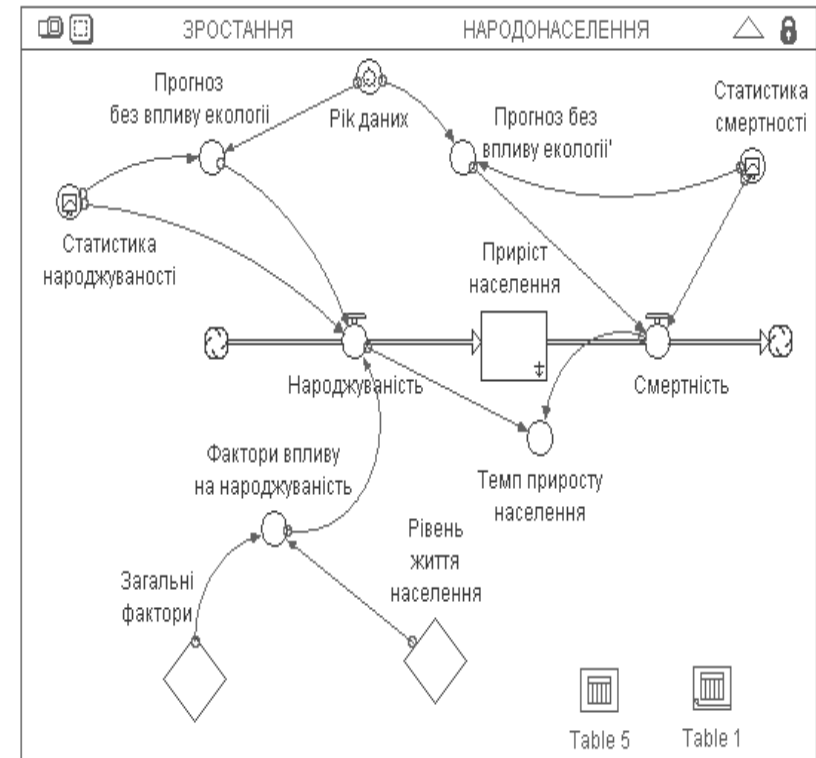 ЗРОСТАННЯ НАРОДОНАСЕЛЕННЯ
Прогноз
без впливу екології
Рік даних
Прогноз без
впливу екології'
Статистика
смертності
Статистика
народжуваності
Приріст
населення
Народжуваність
Смертність
Фактори впливу
на народжуваність
Темп приросту
населення
Рівень
життя
населення
Загальні
фактори
Table 5
Table 1